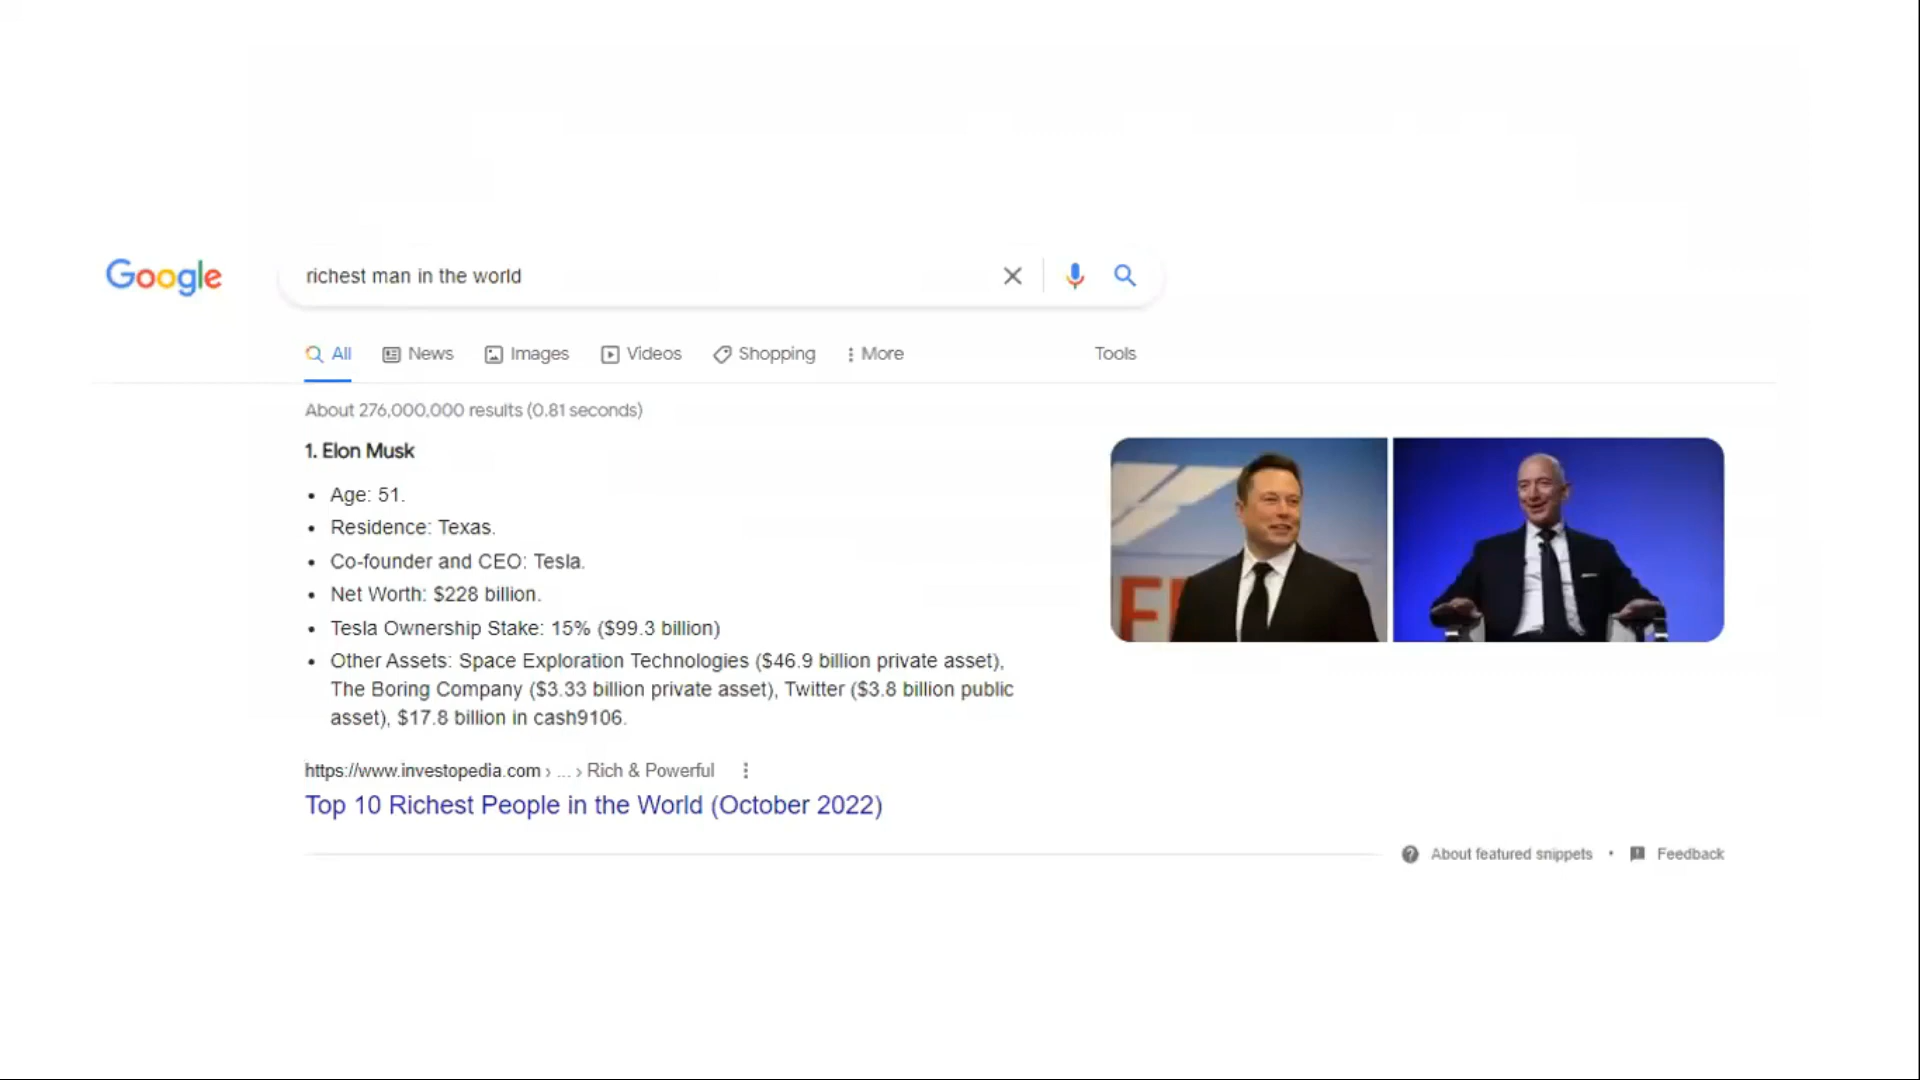 Google
richest man in the world
All News Images Videos Shopping More Tools
About 276,000,000 results (0.81 seconds)
1. Elon Musk
• Age: 51.
• Residence: Texas.
• Co-founder and CEO: Tesla.
• Net Worth: $228 billion.
• Tesla Ownership Stake: 15% ($99.3 billion)
• Other Assets: Space Exploration Technologies ($46.9 billion private asset),
The Boring Company ($3.33 billion private asset), Twitter ($3.8 billion public
asset), $17.8 billion in cash9106.
https://www.investopedia.com › ... › Rich & Powerful
Top 10 Richest People in the World (October 2022)
About featured snippets • Feedback